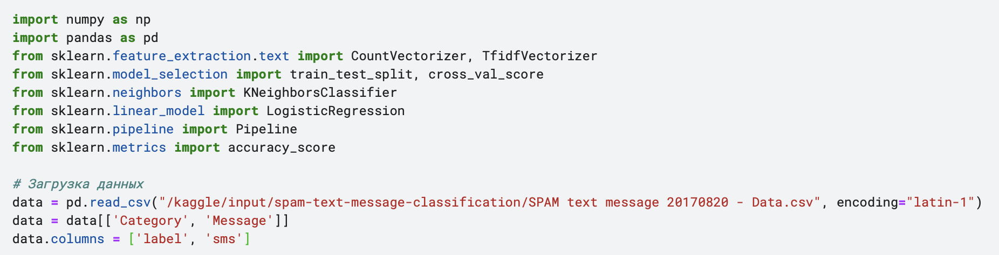 import numpy as np
import pandas as pd
from sklearn.feature_extraction.text import CountVectorizer, TfidfVectorizer
from sklearn.model_selection import train_test_split, cross_val_score
from sklearn.neighbors import KNeighborsClassifier
from sklearn.linear_model import LogisticRegression
from sklearn.pipeline import Pipeline
from sklearn.metrics import accuracy_score
# Загрузка данных
data = pd.read_csv("/kaggle/input/spam-text-message-classification/SPAM text message 20170820 - Data.csv", encoding="latin-1")
data = data[['Category', 'Message']]
data.columns = ['label', 'sms']